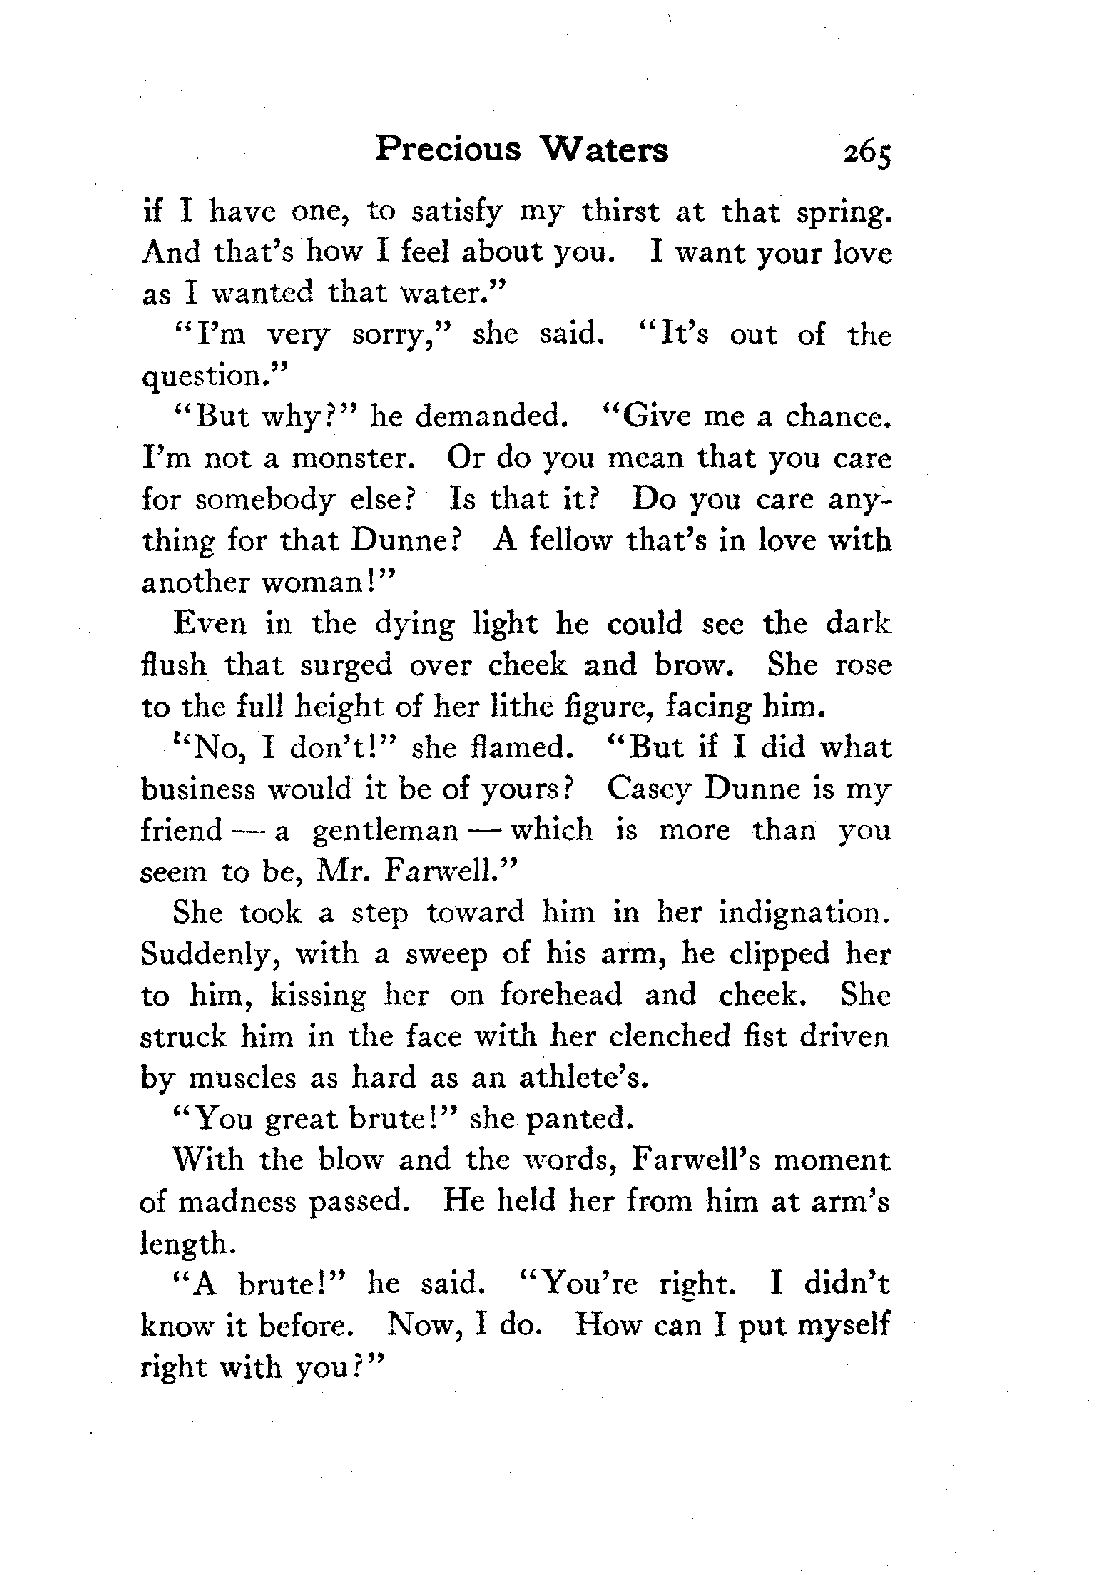 Precious Waters 265
if I have one, to satisfy my thirst at that spring.
And that's how I feel about you. I want your love
as I wanted that water."
"I'm very sorry," she said. "It's out of the
question."
"But why?" he demanded. "Give me a chance.
I'm not a monster. Or do you mean that you care
for somebody else? Is that it? Do you care any-
thing for that Dunne? A fellow that's in love with
another woman!"
Even in the dying light he could see the dark
flush that surged over cheek and brow. She rose
to the full height of her lithe figure, facing him.
"No, I don't!" she flamed. "But if I did what
business would it be of yours? Casey Dunne is my
friend — a gentleman — which is more than you
seem to be, Mr. Farwell."
She took a step toward him in her indignation.
Suddenly, with a sweep of his arm, he clipped her
to him, kissing her on forehead and cheek. She
struck him in the face with her clenched fist driven
by muscles as hard as an athlete's.
"You great brute!" she panted.
With the blow and the words, Farwell's moment
of madness passed. He held her from him at arm's
length.
"A brute!" he said. "You're right. I didn't
know it before. Now, I do. How can I put myself
right with you?"